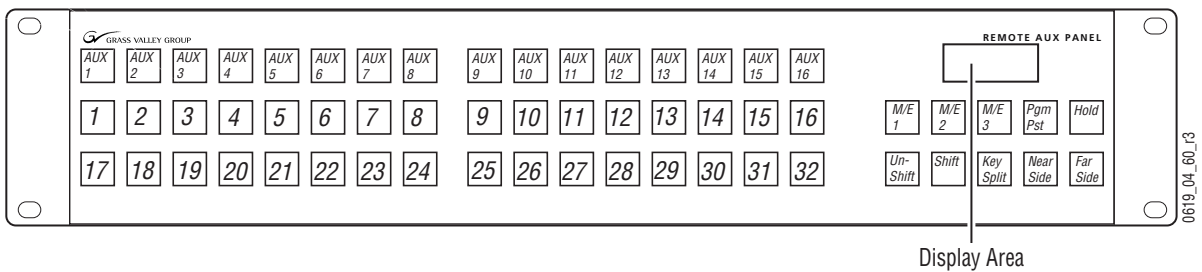 GRASS VALLEY GROUP
REMOTE AUX PANEL
AUX 1 AUX 2 AUX 3 AUX 4 AUX 5 AUX 6 AUX 7 AUX 8 AUX 9 AUX 10 AUX 11 AUX 12 AUX 13 AUX 14 AUX 15 AUX 16
1 2 3 4 5 6 7 8 9 10 11 12 13 14 15 16
M/E 1 M/E 2 M/E 3 Pgm Pst Hold
17 18 19 20 21 22 23 24 25 26 27 28 29 30 31 32
Un-Shift Shift Key Split Near Side Far Side
0619_04_60_r3
Display Area